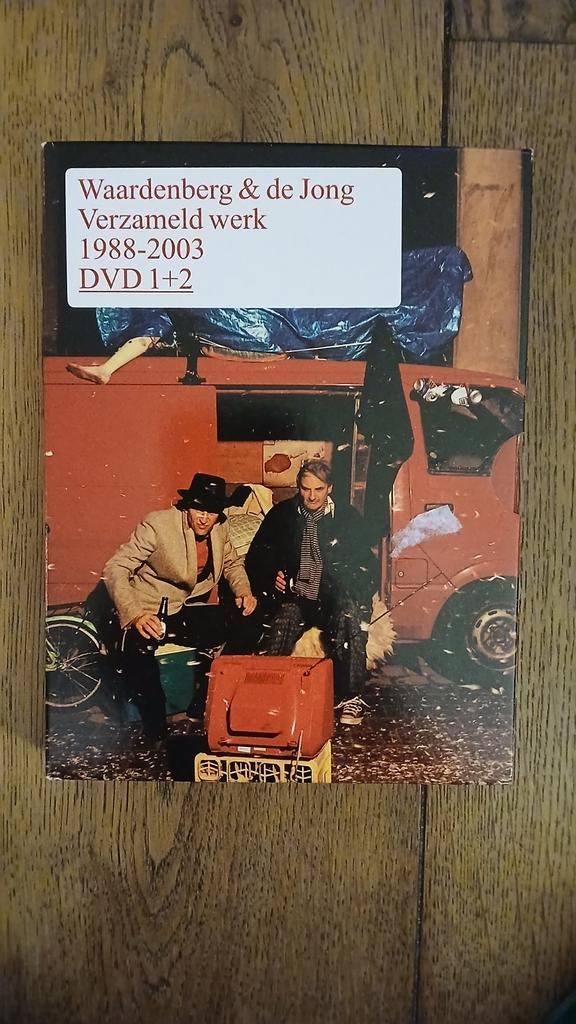 Waardenberg & de Jong
Verzameld werk
1988-2003
DVD 1+2